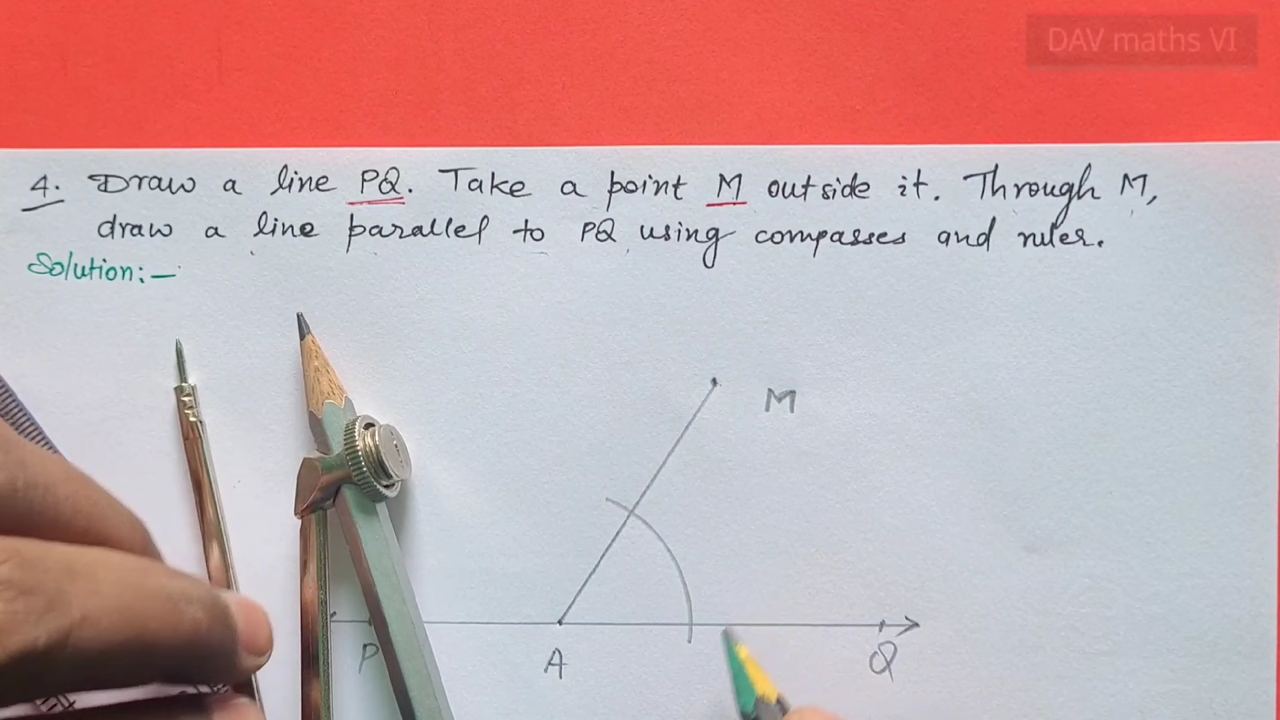 DAV maths VI
4. Draw a line PQ. Take a point M outside it. Through M,
draw a line parallel to PQ using compasses and ruler.
Solution:-
M
P A Q